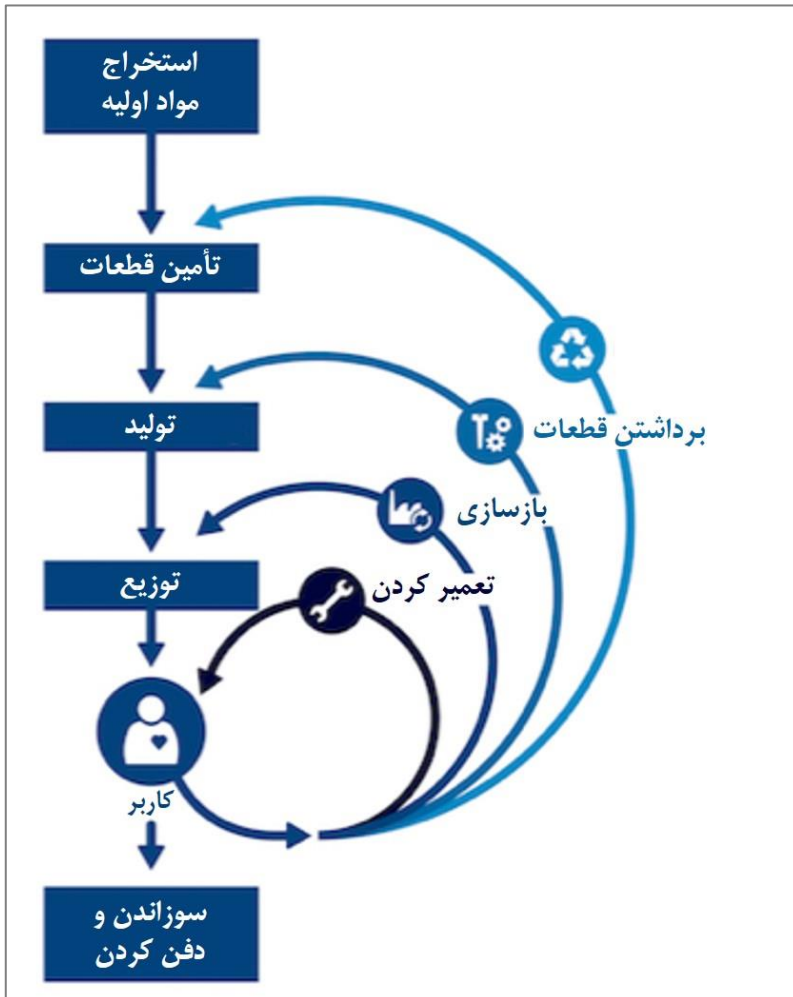 استخراج
مواد اولیه
تأمین قطعات
تولید
برداشتن قطعات
بازسازی
توزیع
تعمیر کردن
کاربر
سوزاندن و
دفن کردن